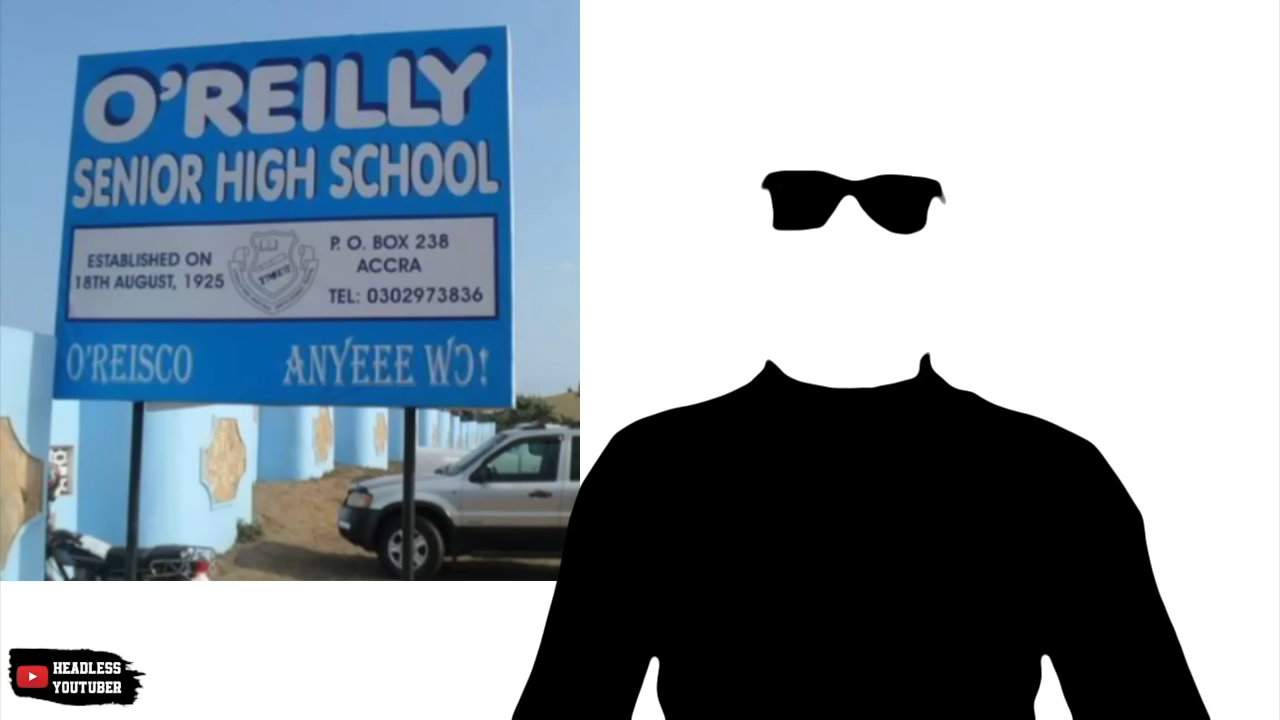 O'REILLY
SENIOR HIGH SCHOOL
ESTABLISHED ON
18TH AUGUST, 1925
P. O. BOX 238
ACCRA
TEL: 0302973836
O'REISCO
ANYEEE WƆ!
HEADLESS
YOUTUBER